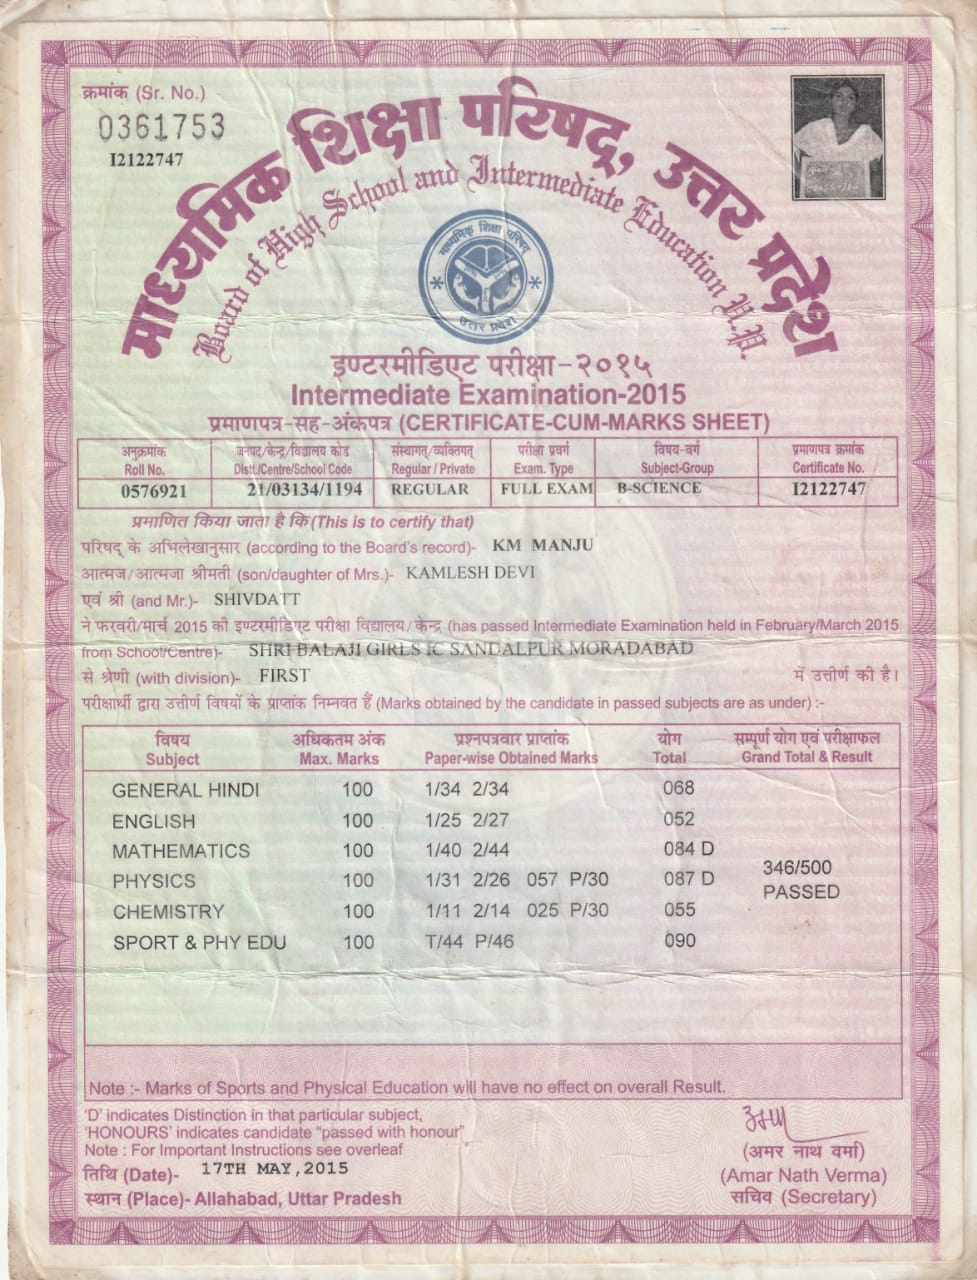 क्रमांक (Sr. No.)
0361753
I2122747
माध्यमिक शिक्षा परिषद्, उत्तर प्रदेश
Board of High School and Intermediate Education U.P.
माध्यमिक शिक्षा परिषद्
उत्तर प्रदेश
इण्टरमीडिएट परीक्षा-२०१५
Intermediate Examination-2015
प्रमाणपत्र-सह-अंकपत्र (CERTIFICATE-CUM-MARKS SHEET)
अनुक्रमांक जनपद/केन्द्र/विद्यालय कोड संस्थागत/व्यक्तिगत परीक्षा प्रवर्ग विषय-वर्ग प्रमाणपत्र क्रमांक
Roll No. Distt./Centre/School Code Regular / Private Exam. Type Subject-Group Certificate No.
0576921 21/03134/1194 REGULAR FULL EXAM B-SCIENCE I2122747
प्रमाणित किया जाता है कि (This is to certify that)
परिषद् के अभिलेखानुसार (according to the Board's record)- KM MANJU
आत्मज/आत्मजा श्रीमती (son/daughter of Mrs.)- KAMLESH DEVI
एवं श्री (and Mr.)- SHIVDATT
ने फरवरी/मार्च 2015 की इण्टरमीडिएट परीक्षा विद्यालय/केन्द्र (has passed Intermediate Examination held in February/March 2015
from School/Centre)- SHRI BALAJI GIRLS IC SANDALPUR MORADABAD
से श्रेणी (with division)- FIRST में उत्तीर्ण की है।
परीक्षार्थी द्वारा उत्तीर्ण विषयों के प्राप्तांक निम्नवत हैं (Marks obtained by the candidate in passed subjects are as under) :-
विषय अधिकतम अंक प्रश्नपत्रवार प्राप्तांक योग सम्पूर्ण योग एवं परीक्षाफल
Subject Max. Marks Paper-wise Obtained Marks Total Grand Total & Result
GENERAL HINDI 100 1/34 2/34 068
ENGLISH 100 1/25 2/27 052
MATHEMATICS 100 1/40 2/44 084 D
346/500
PHYSICS 100 1/31 2/26 057 P/30 087 D
PASSED
CHEMISTRY 100 1/11 2/14 025 P/30 055
SPORT & PHY EDU 100 T/44 P/46 090
Note :- Marks of Sports and Physical Education will have no effect on overall Result.
'D' indicates Distinction in that particular subject,
'HONOURS' indicates candidate "passed with honour"
Note : For Important Instructions see overleaf
तिथि (Date)- 17TH MAY,2015
स्थान (Place)- Allahabad, Uttar Pradesh
(अमर नाथ वर्मा)
(Amar Nath Verma)
सचिव (Secretary)